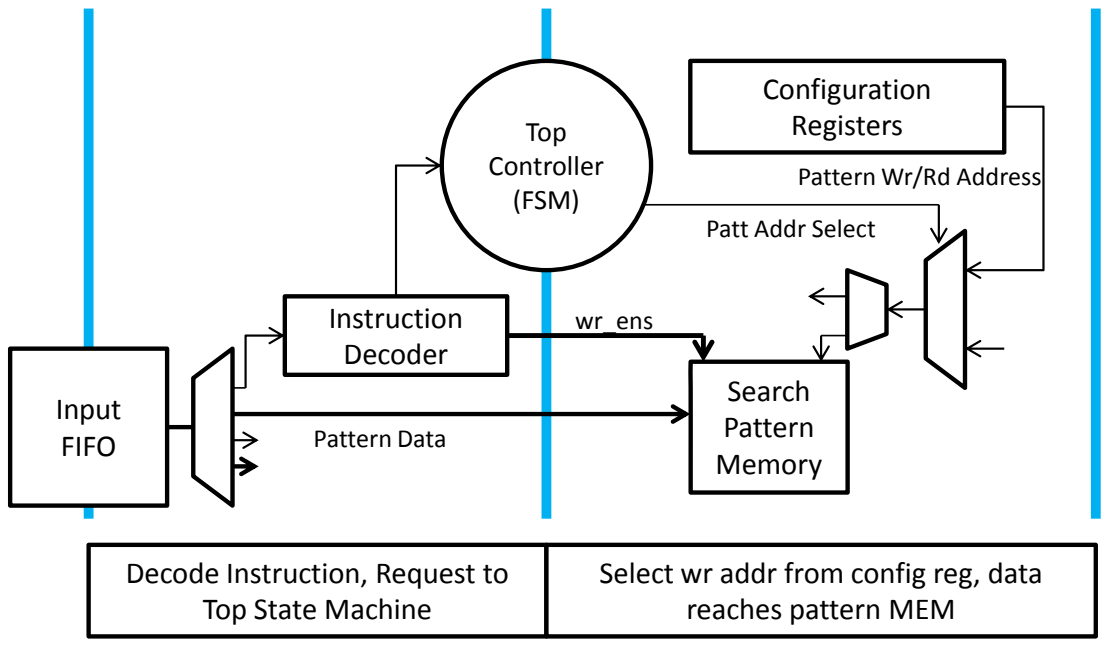 Configuration
Registers
Top
Controller
(FSM)
Pattern Wr/Rd Address
Patt Addr Select
Instruction
Decoder
wr_ens
Input
FIFO
Pattern Data
Search
Pattern
Memory
Decode Instruction, Request to
Top State Machine
Select wr addr from config reg, data
reaches pattern MEM